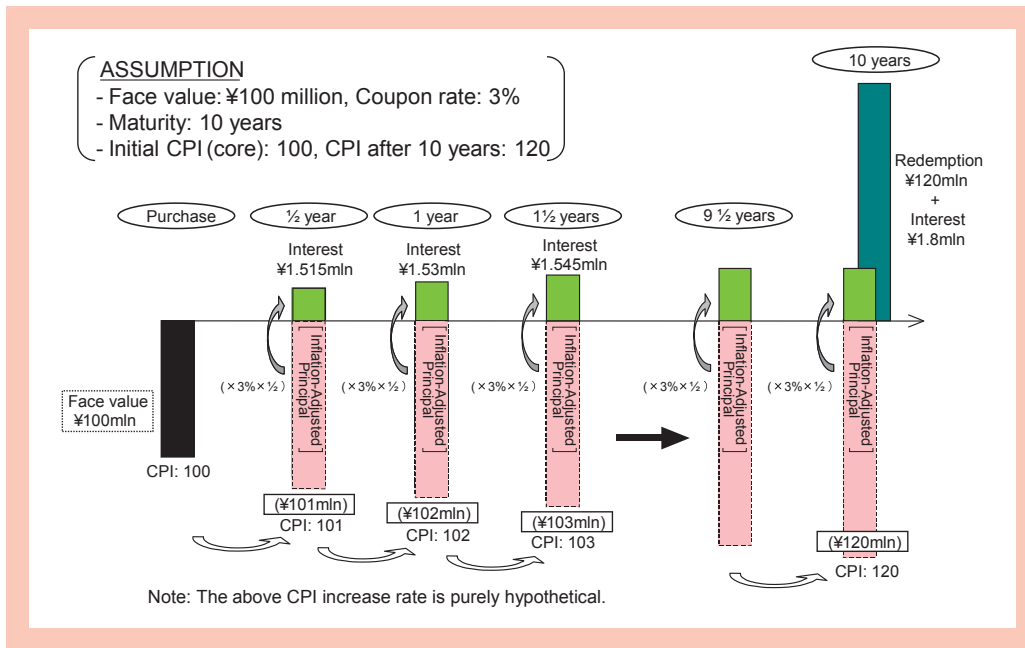 ASSUMPTION
- Face value: ¥100 million, Coupon rate: 3%
- Maturity: 10 years
- Initial CPI (core): 100, CPI after 10 years: 120
10 years
Redemption
¥120mln
+
Interest
¥1.8mln
Purchase
½ year
1 year
1½ years
9 ½ years
Interest
¥1.515mln
Interest
¥1.53mln
Interest
¥1.545mln
Face value
¥100mln
CPI: 100
(×3%×½)
(×3%×½)
(×3%×½)
(×3%×½)
(×3%×½)
[Inflation-Adjusted
Principal]
[Inflation-Adjusted
Principal]
[Inflation-Adjusted
Principal]
[Inflation-Adjusted
Principal]
[Inflation-Adjusted
Principal]
(¥101mln)
CPI: 101
(¥102mln)
CPI: 102
(¥103mln)
CPI: 103
(¥120mln)
CPI: 120
Note: The above CPI increase rate is purely hypothetical.